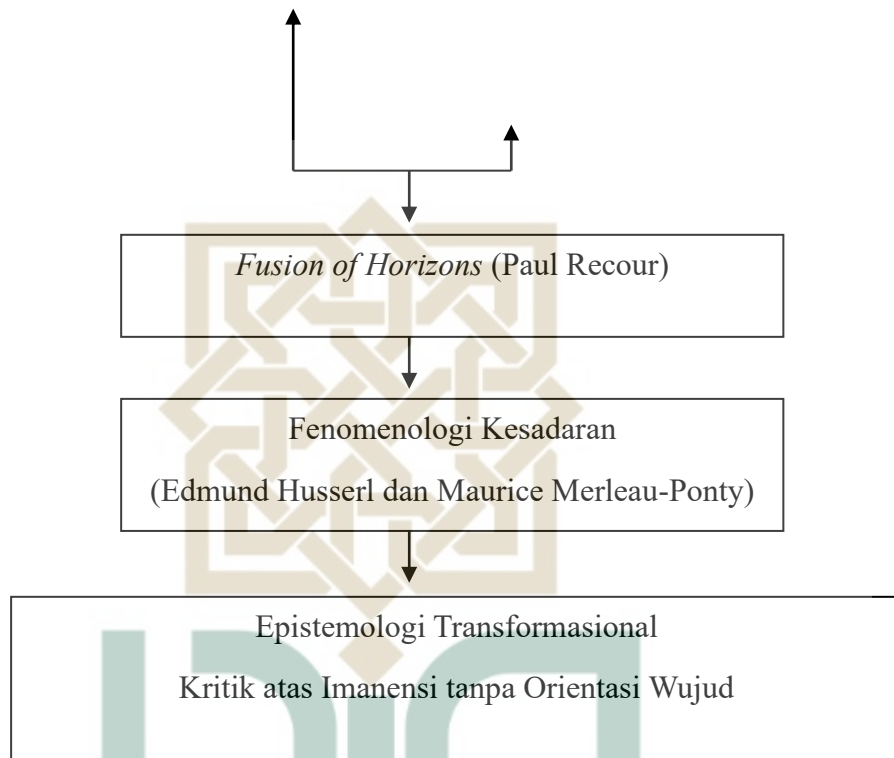 Fusion of Horizons (Paul Recour)
Fenomenologi Kesadaran
(Edmund Husserl dan Maurice Merleau-Ponty)
Epistemologi Transformasional
Kritik atas Imanensi tanpa Orientasi Wujud